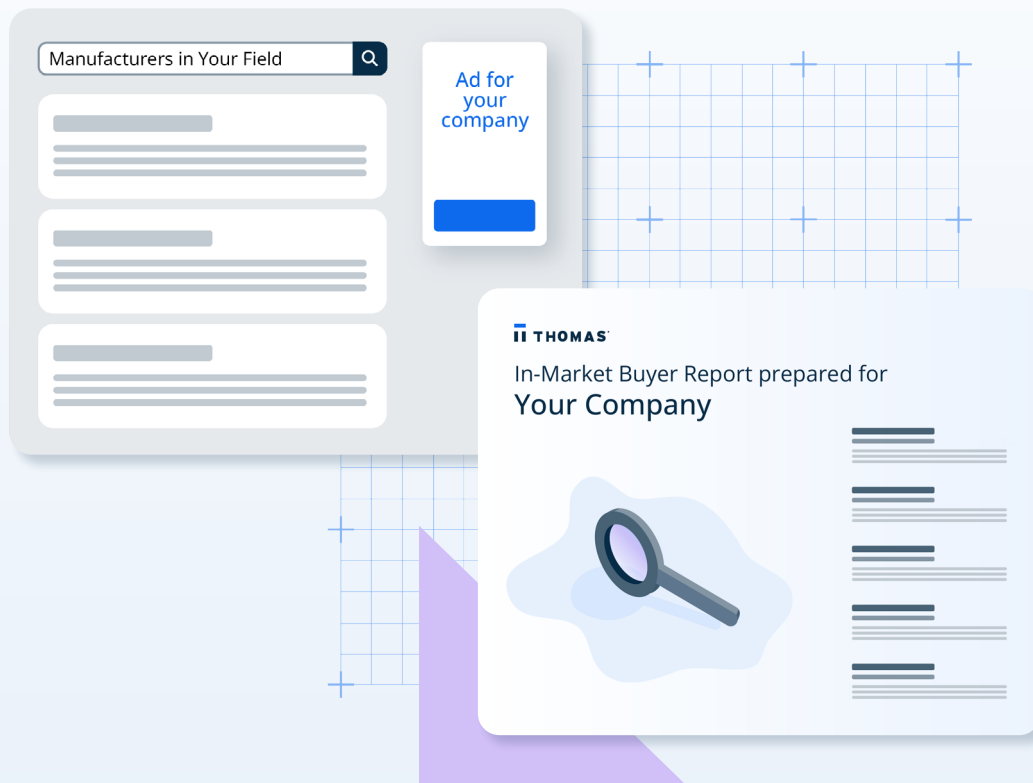 Manufacturers in Your Field
Ad for
your
company
THOMAS
In-Market Buyer Report prepared for
Your Company